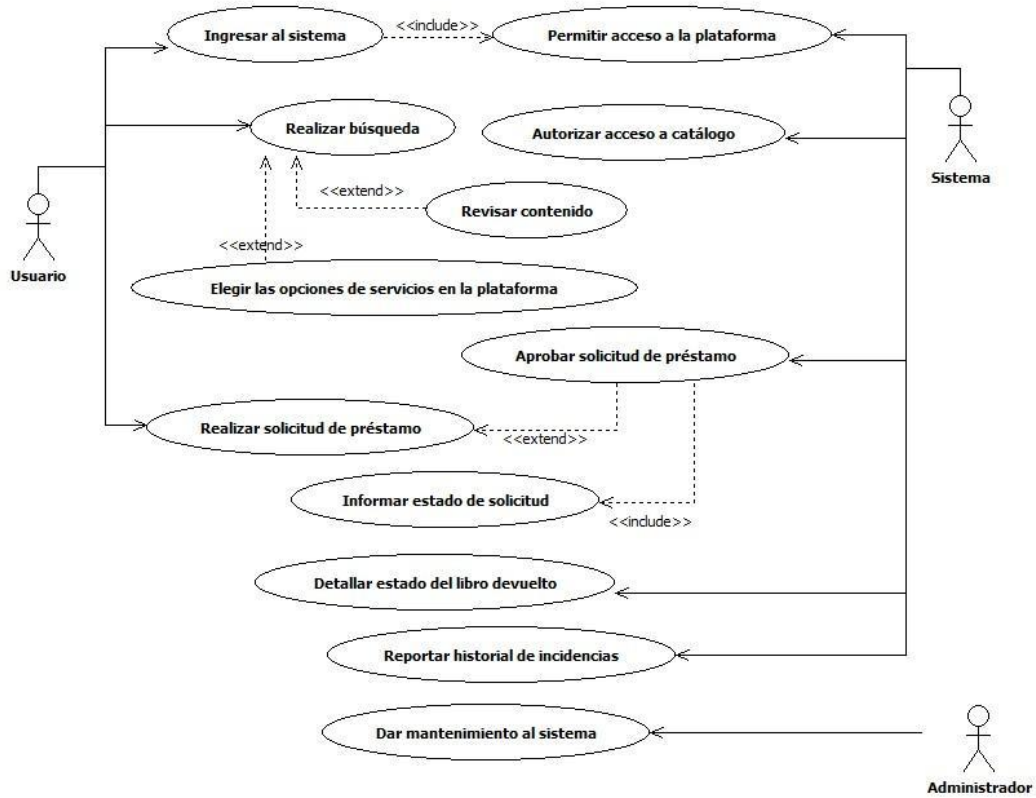 Ingresar al sistema
<<include>>
Permitir acceso a la plataforma
Realizar búsqueda
Autorizar acceso a catálogo
Sistema
<<extend>>
Revisar contenido
<<extend>>
Usuario
Elegir las opciones de servicios en la plataforma
Aprobar solicitud de préstamo
Realizar solicitud de préstamo
<<extend>>
Informar estado de solicitud
<<include>>
Detallar estado del libro devuelto
Reportar historial de incidencias
Dar mantenimiento al sistema
Administrador